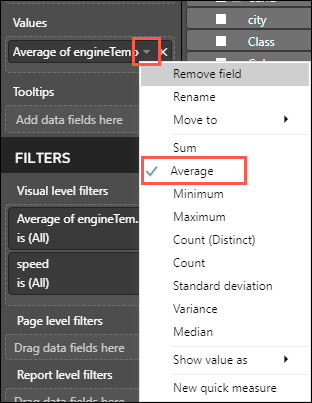 Values
Average of engineTemp
Tooltips
Add data fields here
FILTERS
Visual level filters
Average of engineTem...
is (All)
speed
is (All)
Page level filters
Drag data fields here
Report level filters
Drag data fields here
city
Class
Remove field
Rename
Move to
Sum
Average
Minimum
Maximum
Count (Distinct)
Count
Standard deviation
Variance
Median
Show value as
New quick measure